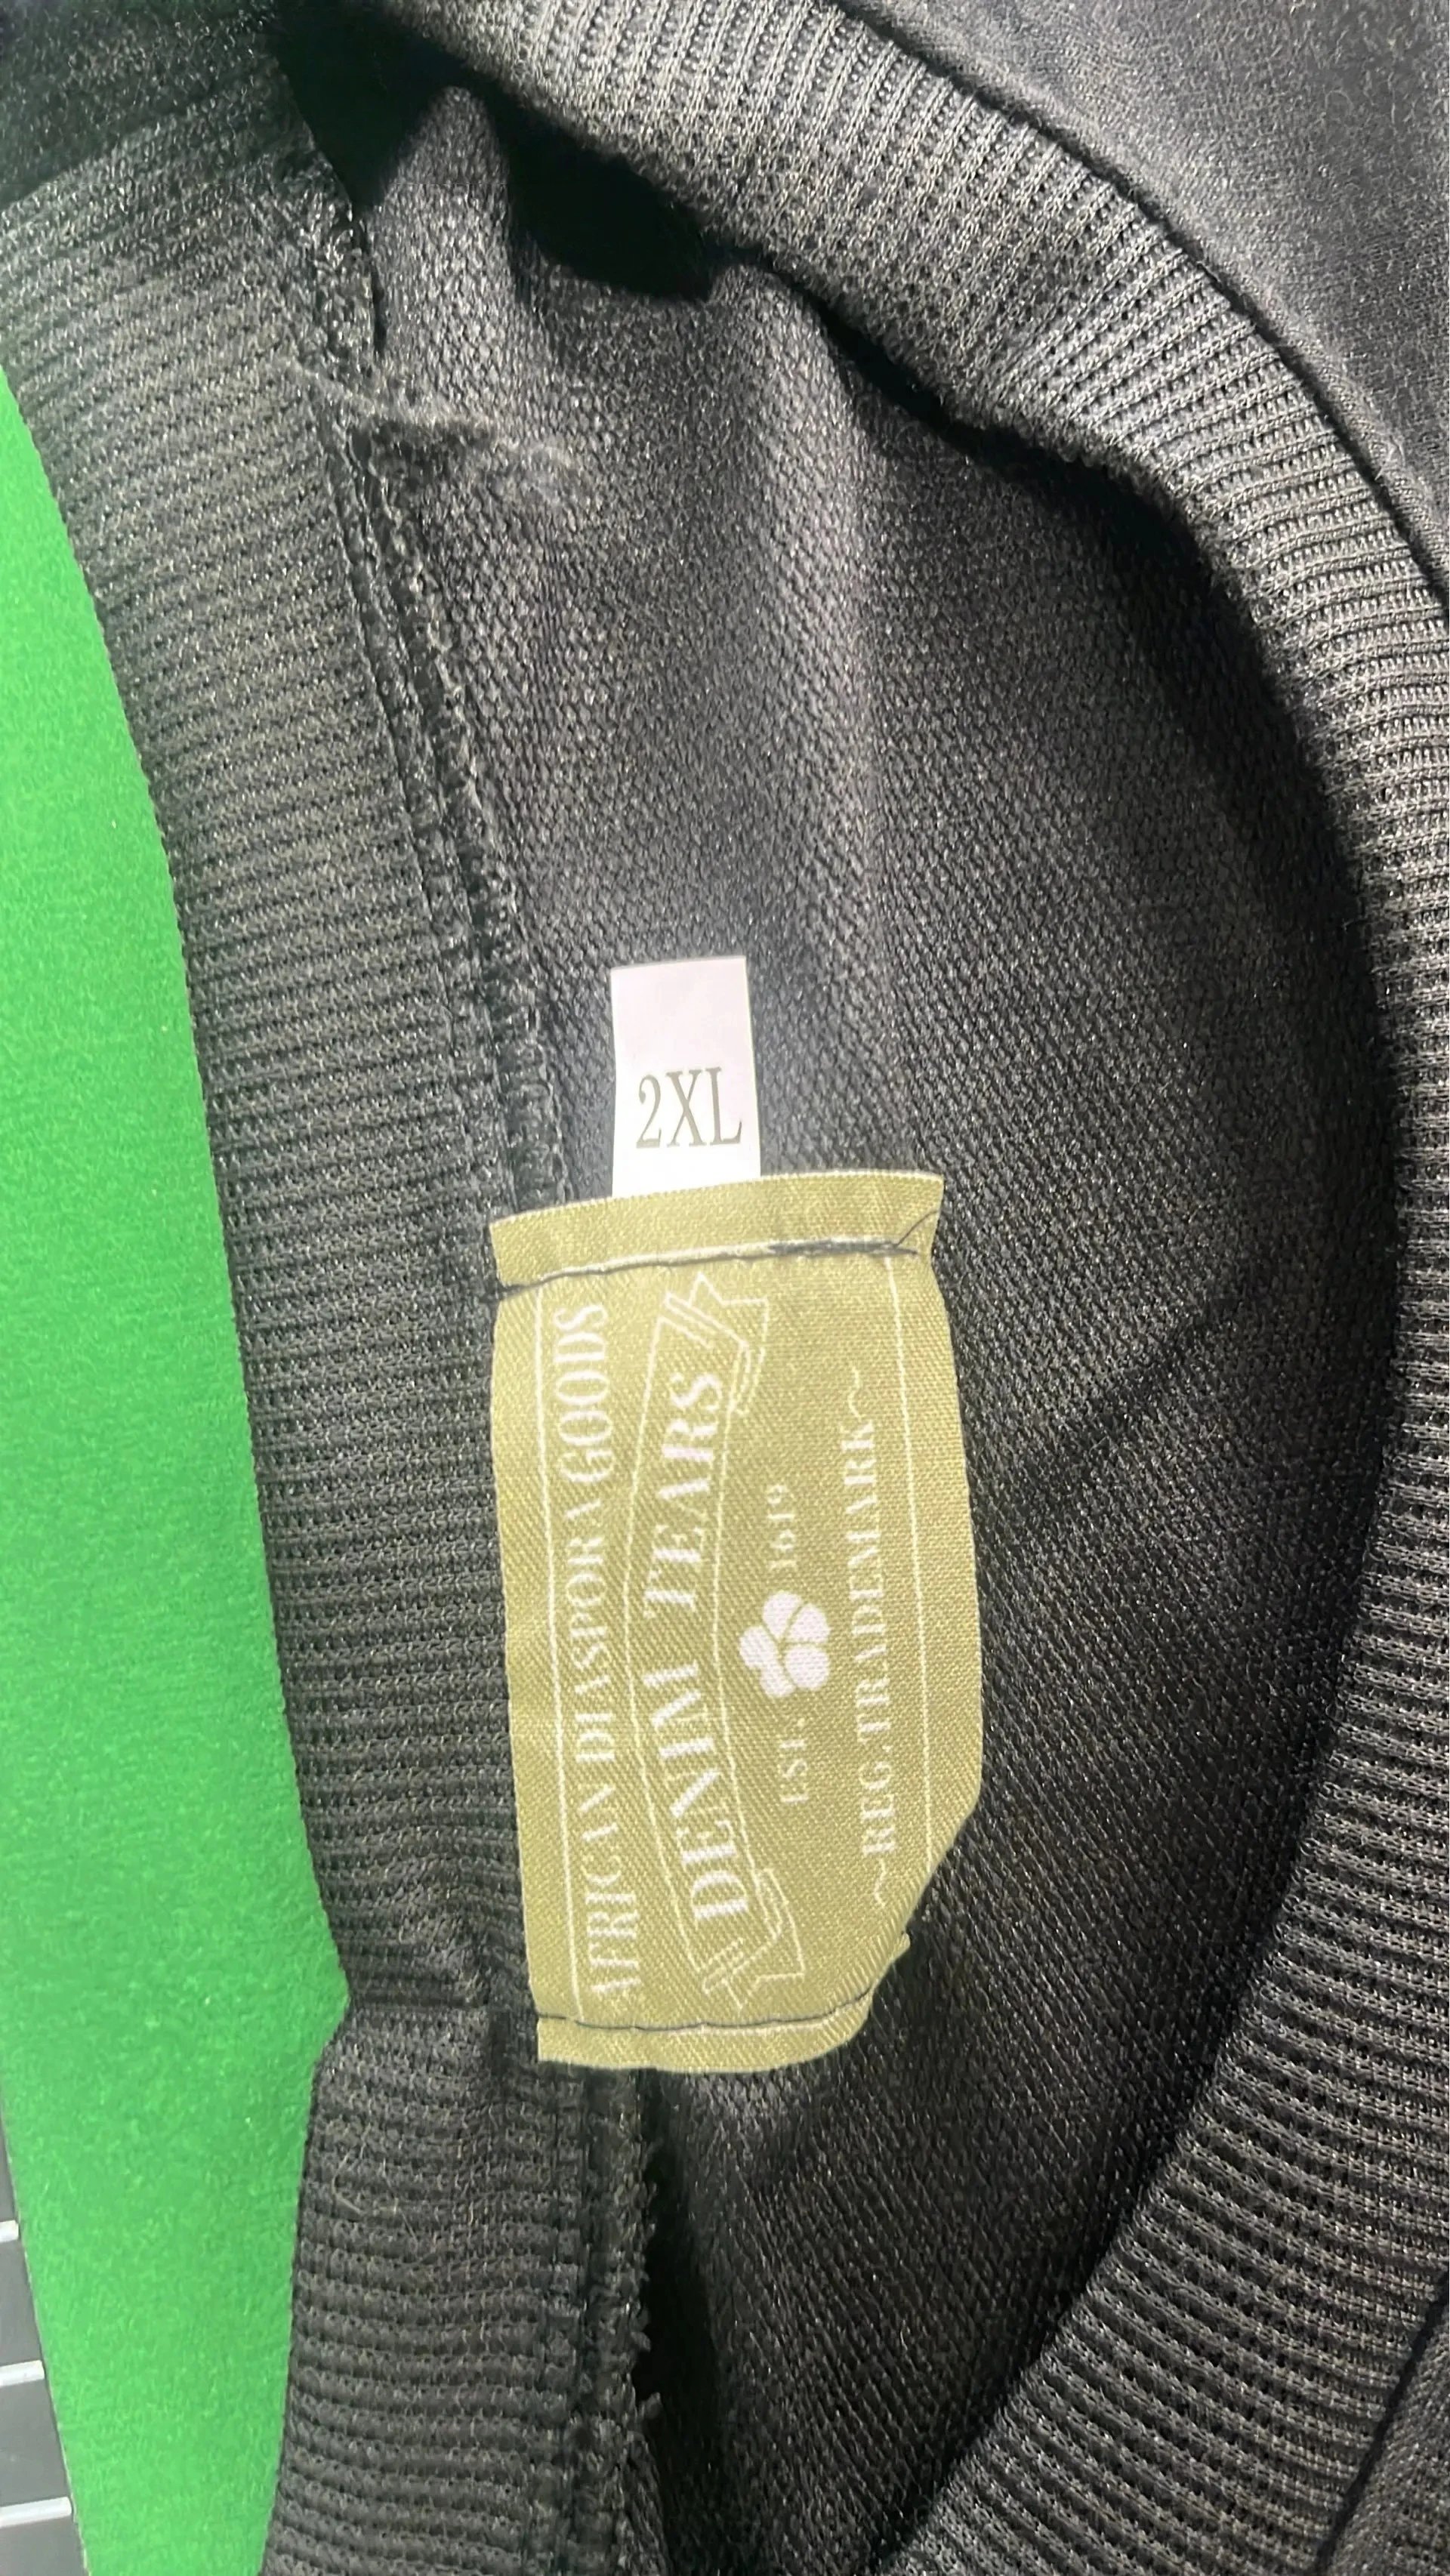 2XL
AFRICAN DIASPORA GOODS
DENIM TEARS
EST. 1619
~REG.TRADEMARK~